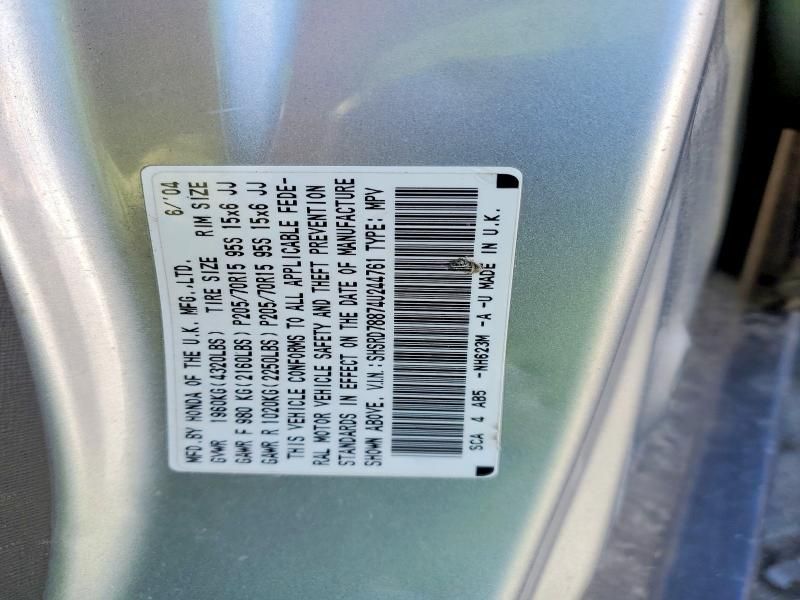 MFD.BY HONDA OF THE U.K. MFG.,LTD. 6/'04
GVWR 1960KG(4320LBS) TIRE SIZE RIM SIZE
GAWR F 980 KG(2160LBS)P205/70R15 95S 15x6 JJ
GAWR R 1020KG(2250LBS)P205/70R15 95S 15x6 JJ
THIS VEHICLE CONFORMS TO ALL APPLICABLE FEDE-
RAL MOTOR VEHICLE SAFETY AND THEFT PREVENTION
STANDARDS IN EFFECT ON THE DATE OF MANUFACTURE
SHOWN ABOVE. V.I.N.:SHSRD78874U244761 TYPE: MPV
SCA 4 AB5 -NH623M -A -U MADE IN U.K.